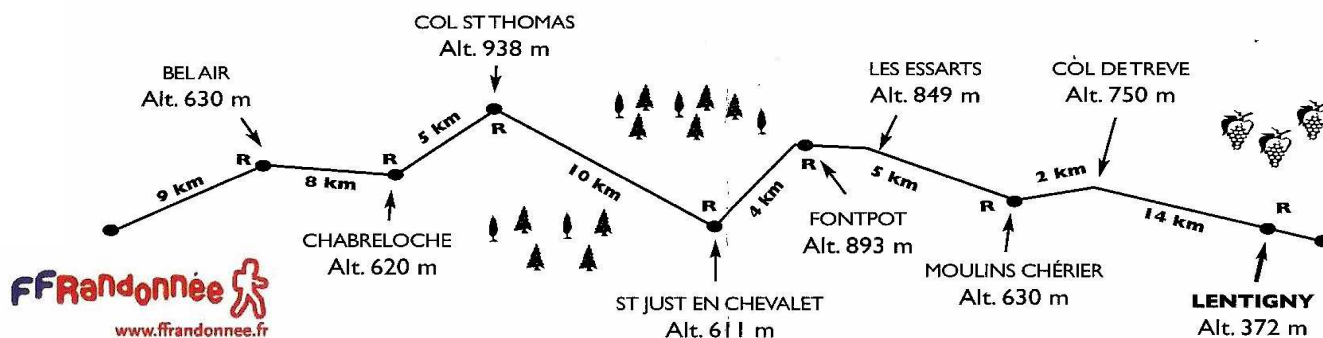 COL ST THOMAS
Alt. 938 m
BEL AIR
Alt. 630 m
LES ESSARTS
Alt. 849 m
CÒL DE TREVE
Alt. 750 m
R
9 km
8 km
R
5 km
R
10 km
R
4 km
R
5 km
R
2 km
14 km
R
CHABRELOCHE
Alt. 620 m
FONTPOT
Alt. 893 m
ST JUST EN CHEVALET
Alt. 611 m
MOULINS CHÉRIER
Alt. 630 m
LENTIGNY
Alt. 372 m
FFRandonnée
www.ffrandonnee.fr